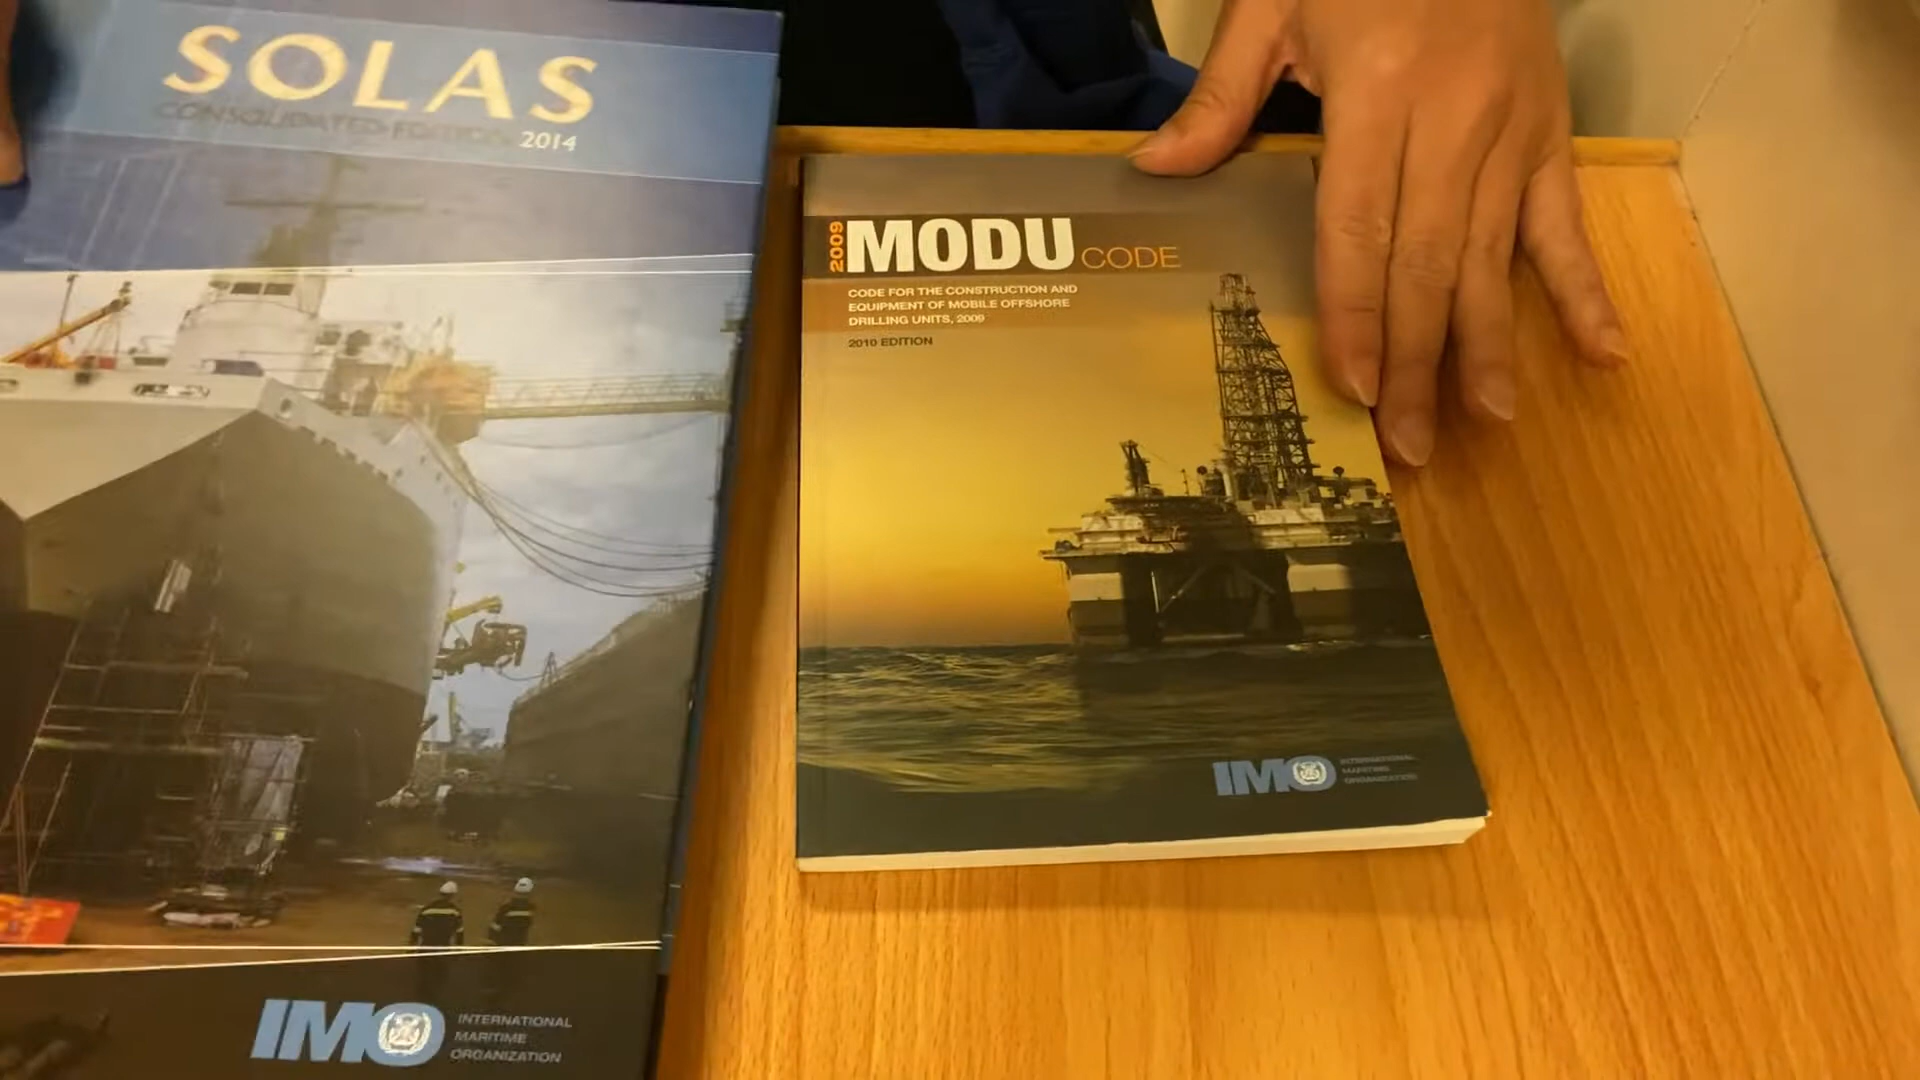 SOLAS
CONSOLIDATED EDITION 2014
IMO
INTERNATIONAL
MARITIME
ORGANIZATION
2009
MODU CODE
CODE FOR THE CONSTRUCTION AND
EQUIPMENT OF MOBILE OFFSHORE
DRILLING UNITS, 2009
2010 EDITION
IMO
INTERNATIONAL
MARITIME
ORGANIZATION